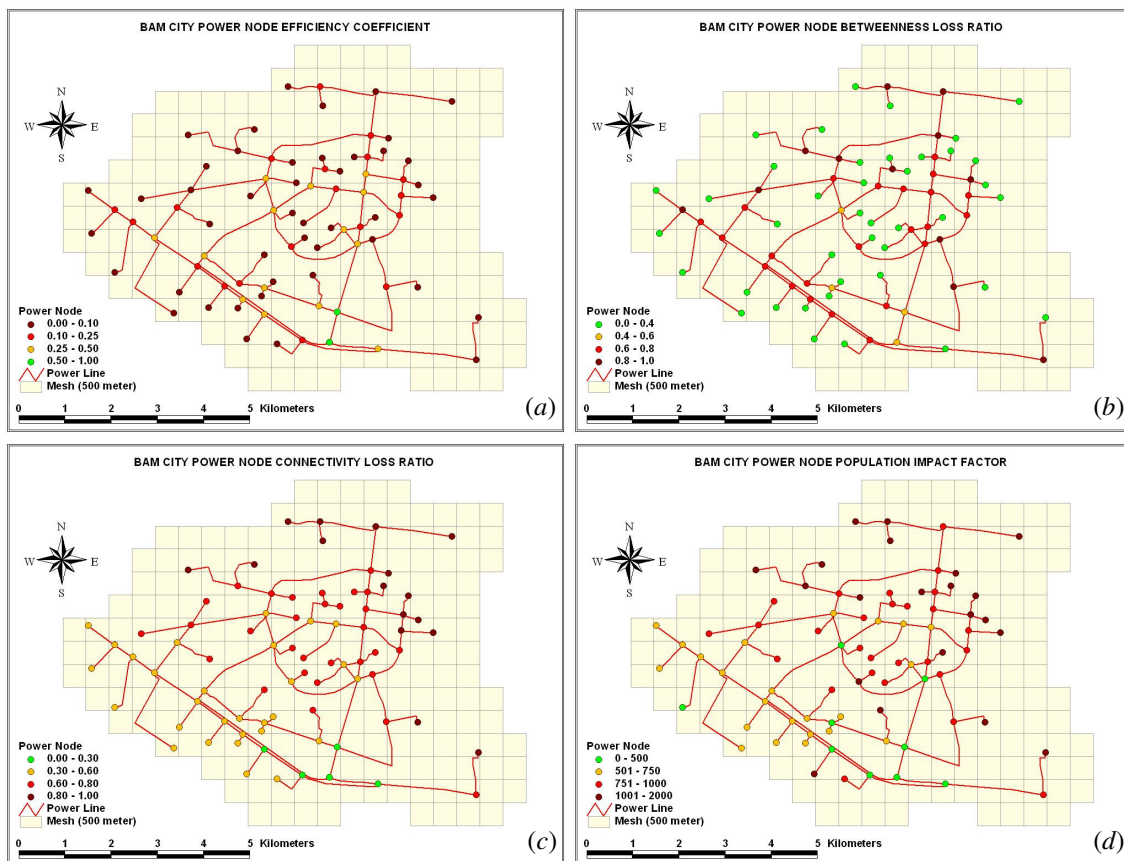 BAM CITY POWER NODE EFFICIENCY COEFFICIENT
N
W E
S
Power Node
0.00 - 0.10
0.10 - 0.25
0.25 - 0.50
0.50 - 1.00
Power Line
Mesh (500 meter)
0 1 2 3 4 5 Kilometers
(a)
BAM CITY POWER NODE BETWEENNESS LOSS RATIO
N
W E
S
Power Node
0.0 - 0.4
0.4 - 0.6
0.6 - 0.8
0.8 - 1.0
Power Line
Mesh (500 meter)
0 1 2 3 4 5 Kilometers
(b)
BAM CITY POWER NODE CONNECTIVITY LOSS RATIO
N
W E
S
Power Node
0.00 - 0.30
0.30 - 0.60
0.60 - 0.80
0.80 - 1.00
Power Line
Mesh (500 meter)
0 1 2 3 4 5 Kilometers
(c)
BAM CITY POWER NODE POPULATION IMPACT FACTOR
N
W E
S
Power Node
0 - 500
501 - 750
751 - 1000
1001 - 2000
Power Line
Mesh (500 meter)
0 1 2 3 4 5 Kilometers
(d)